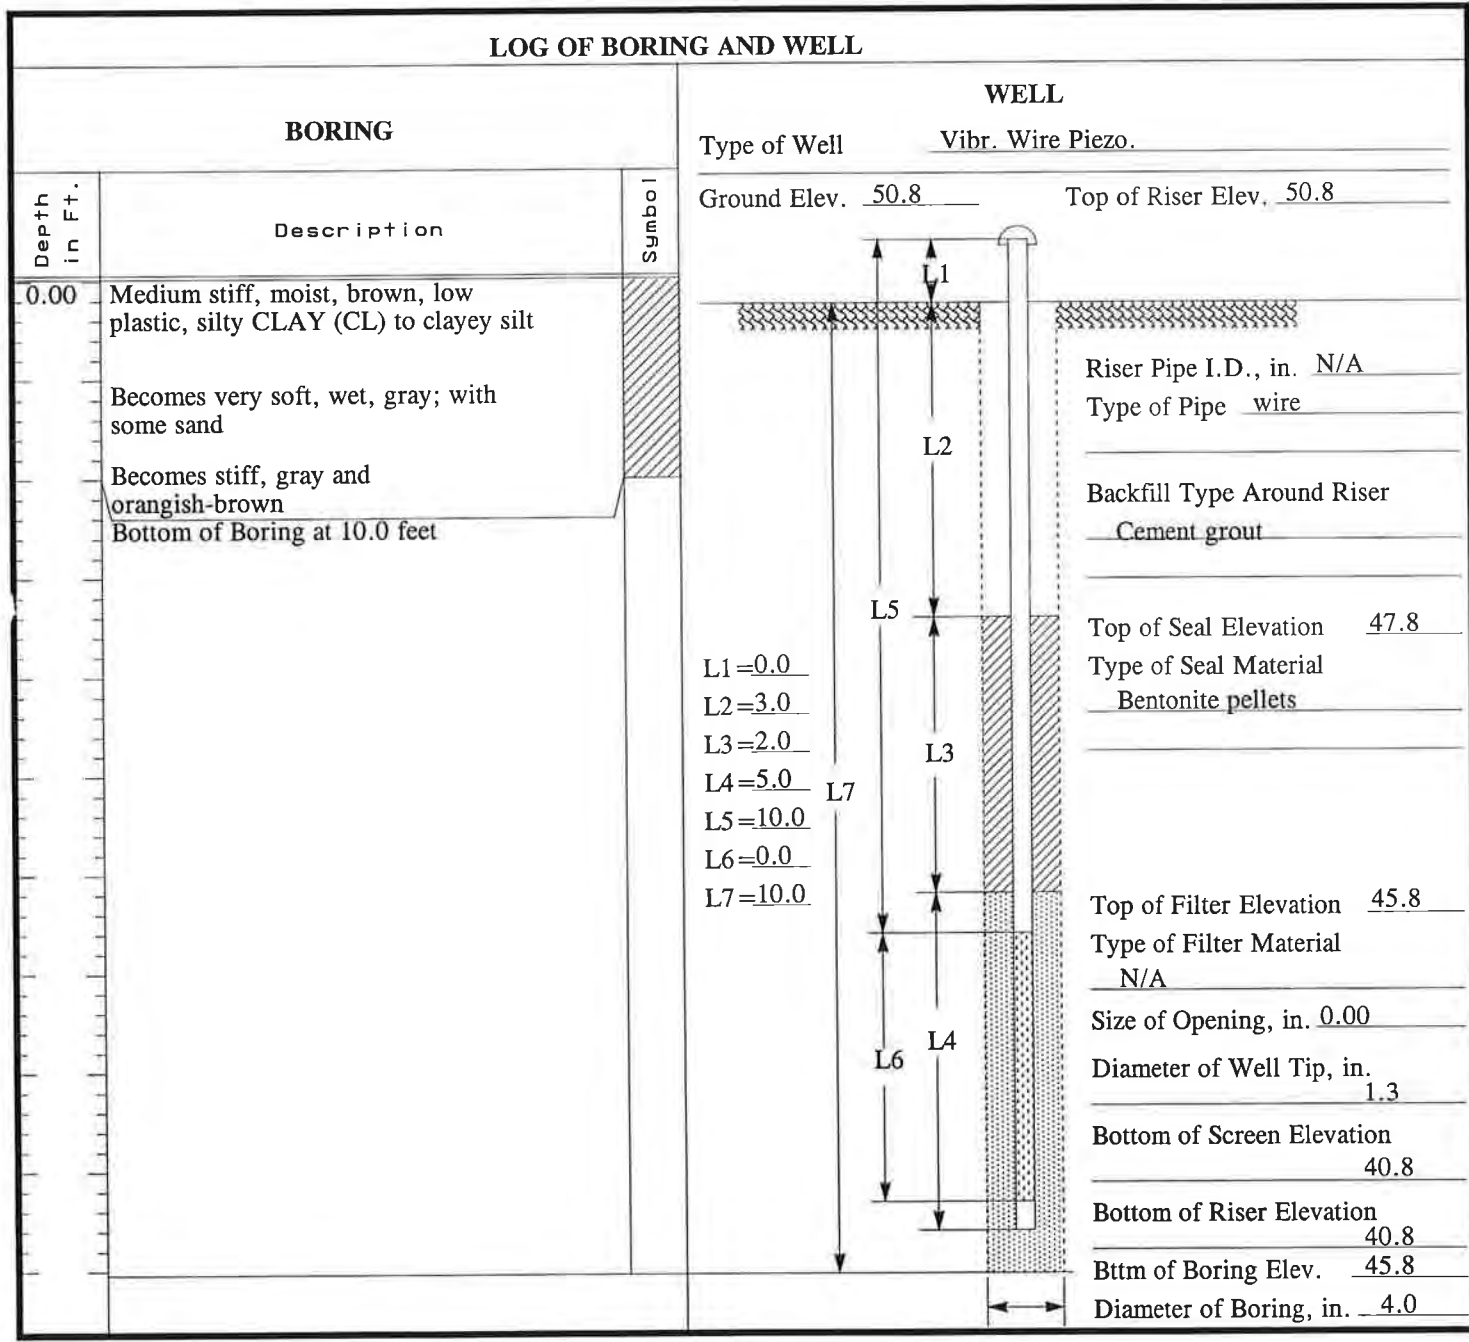 LOG OF BORING AND WELL
BORING
Depth
in Ft.
Description
Symbol
0.00
Medium stiff, moist, brown, low
plastic, silty CLAY (CL) to clayey silt
Becomes very soft, wet, gray; with
some sand
Becomes stiff, gray and
orangish-brown
Bottom of Boring at 10.0 feet
WELL
Type of Well Vibr. Wire Piezo.
Ground Elev. 50.8 Top of Riser Elev. 50.8
L1
L2
L5
L3
L7
L4
L6
L1=0.0
L2=3.0
L3=2.0
L4=5.0
L5=10.0
L6=0.0
L7=10.0
Riser Pipe I.D., in. N/A
Type of Pipe wire
Backfill Type Around Riser
Cement grout
Top of Seal Elevation 47.8
Type of Seal Material
Bentonite pellets
Top of Filter Elevation 45.8
Type of Filter Material
N/A
Size of Opening, in. 0.00
Diameter of Well Tip, in.
1.3
Bottom of Screen Elevation
40.8
Bottom of Riser Elevation
40.8
Bttm of Boring Elev. 45.8
Diameter of Boring, in. 4.0